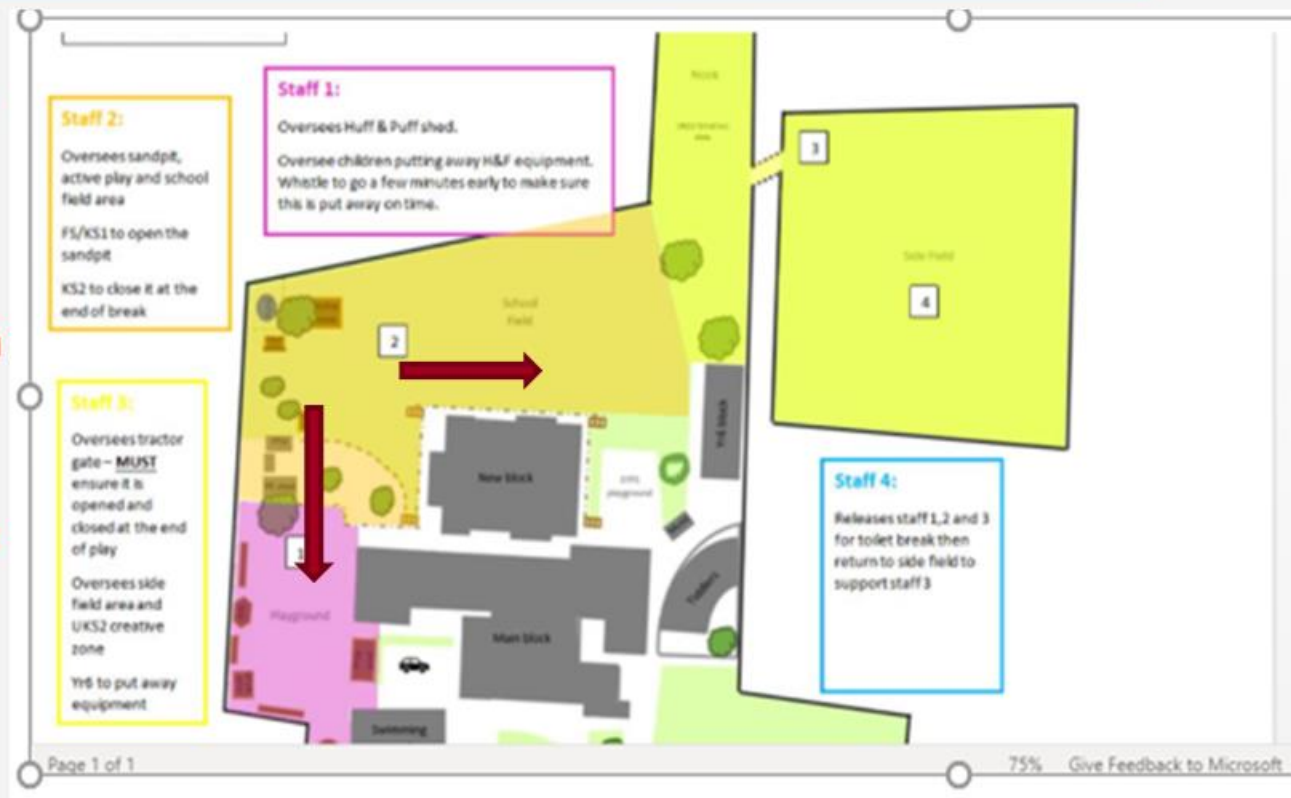 Staff 2:
Oversees sandpit,
active play and school
field area
FS/KS1 to open the
sandpit
KS2 to close it at the
end of break
Staff 1:
Oversees Huff & Puff shed.
Oversee children putting away H&F equipment.
Whistle to go a few minutes early to make sure
this is put away on time.
Staff 3:
Oversees tractor
gate – MUST
ensure it is
opened and
closed at the end
of play
Oversees side
field area and
UKS2 creative
zone
Yr6 to put away
equipment
Nook
3
Side Field
4
School
Field
2
Yr6 block
New block
playground
1
Playground
Main block
Toddlers
Swimming
Staff 4:
Releases staff 1,2 and 3
for toilet break then
return to side field to
support staff 3
Page 1 of 1
75%
Give Feedback to Microsoft